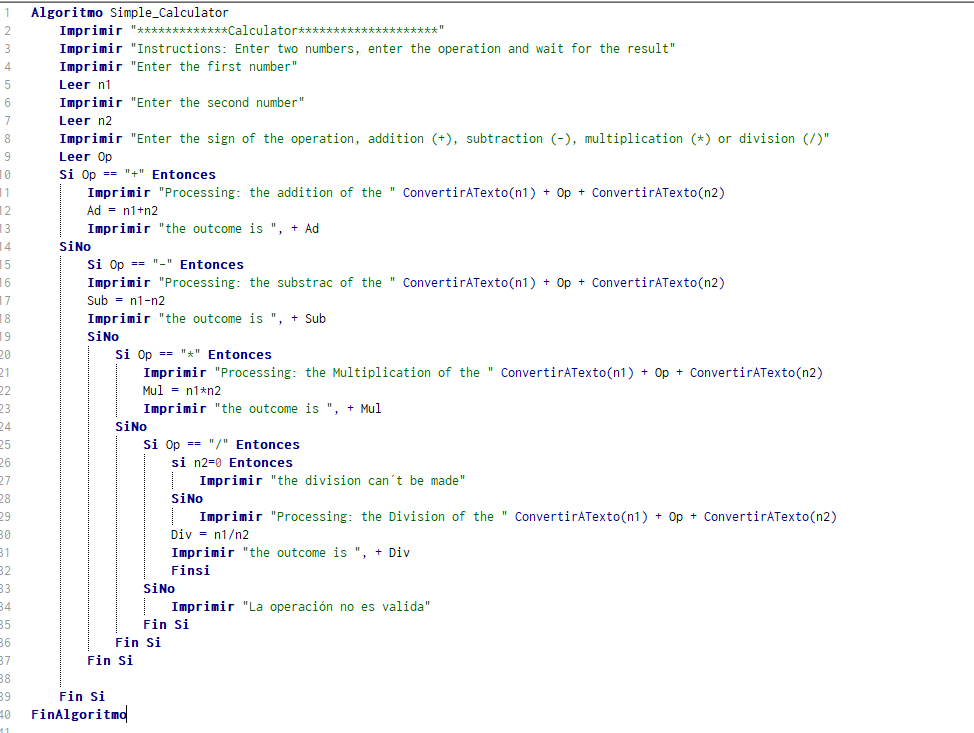 1 Algoritmo Simple_Calculator
2 Imprimir "*************Calculator********************"
3 Imprimir "Instructions: Enter two numbers, enter the operation and wait for the result"
4 Imprimir "Enter the first number"
5 Leer n1
6 Imprimir "Enter the second number"
7 Leer n2
8 Imprimir "Enter the sign of the operation, addition (+), subtraction (-), multiplication (*) or division (/)"
9 Leer Op
10 Si Op == "+" Entonces
11 Imprimir "Processing: the addition of the " ConvertirATexto(n1) + Op + ConvertirATexto(n2)
12 Ad = n1+n2
13 Imprimir "the outcome is ", + Ad
14 SiNo
15 Si Op == "-" Entonces
16 Imprimir "Processing: the substrac of the " ConvertirATexto(n1) + Op + ConvertirATexto(n2)
17 Sub = n1-n2
18 Imprimir "the outcome is ", + Sub
19 SiNo
20 Si Op == "*" Entonces
21 Imprimir "Processing: the Multiplication of the " ConvertirATexto(n1) + Op + ConvertirATexto(n2)
22 Mul = n1*n2
23 Imprimir "the outcome is ", + Mul
24 SiNo
25 Si Op == "/" Entonces
26 si n2=0 Entonces
27 Imprimir "the division can´t be made"
28 SiNo
29 Imprimir "Processing: the Division of the " ConvertirATexto(n1) + Op + ConvertirATexto(n2)
30 Div = n1/n2
31 Imprimir "the outcome is ", + Div
32 Finsi
33 SiNo
34 Imprimir "La operación no es valida"
35 Fin Si
36 Fin Si
37 Fin Si
38
39 Fin Si
40 FinAlgoritmo
41